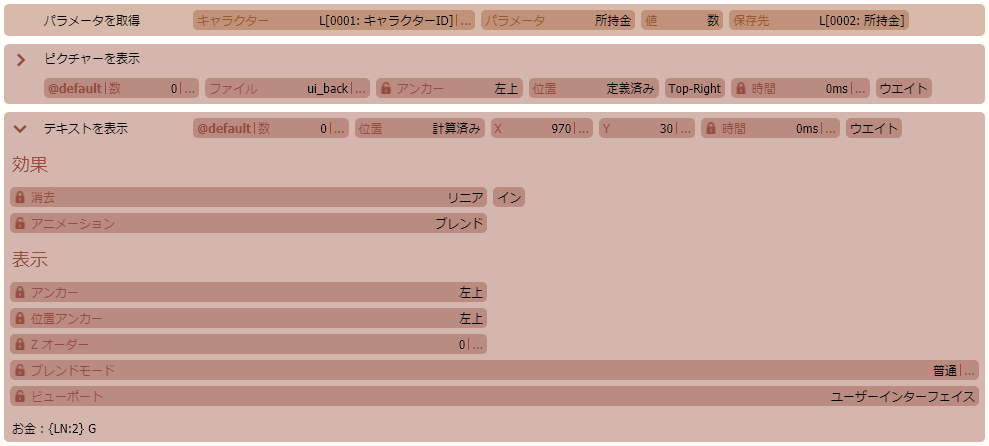 パラメータを取得 キャラクター L[0001: キャラクターID]|... パラメータ 所持金 値 数 保存先 L[0002: 所持金]
ピクチャーを表示
@default|数 0|... ファイル ui_back|... アンカー 左上 位置 定義済み Top-Right 時間 0ms|... ウエイト
テキストを表示 @default|数 0|... 位置 計算済み X 970|... Y 30|... 時間 0ms|... ウエイト
効果
消去 リニア イン
アニメーション ブレンド
表示
アンカー 左上
位置アンカー 左上
Z オーダー 0|...
ブレンドモード 普通|...
ビューポート ユーザーインターフェイス
お金 : {LN:2} G